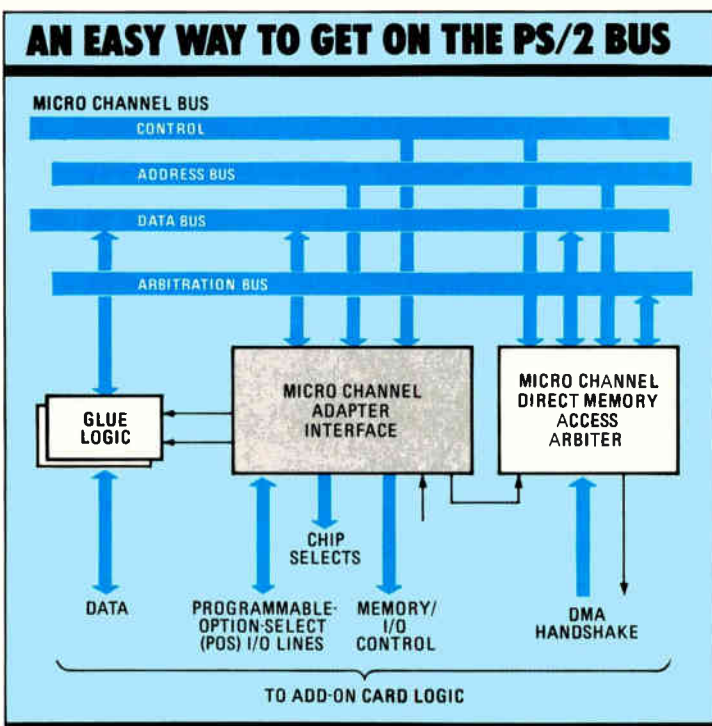 AN EASY WAY TO GET ON THE PS/2 BUS
MICRO CHANNEL BUS
CONTROL
ADDRESS BUS
DATA BUS
ARBITRATION BUS
GLUE
LOGIC
MICRO CHANNEL
ADAPTER
INTERFACE
MICRO CHANNEL
DIRECT MEMORY
ACCESS
ARBITER
CHIP
SELECTS
DATA
PROGRAMMABLE-
OPTION-SELECT
(POS) I/O LINES
MEMORY/
I/O
CONTROL
DMA
HANDSHAKE
TO ADD-ON CARD LOGIC